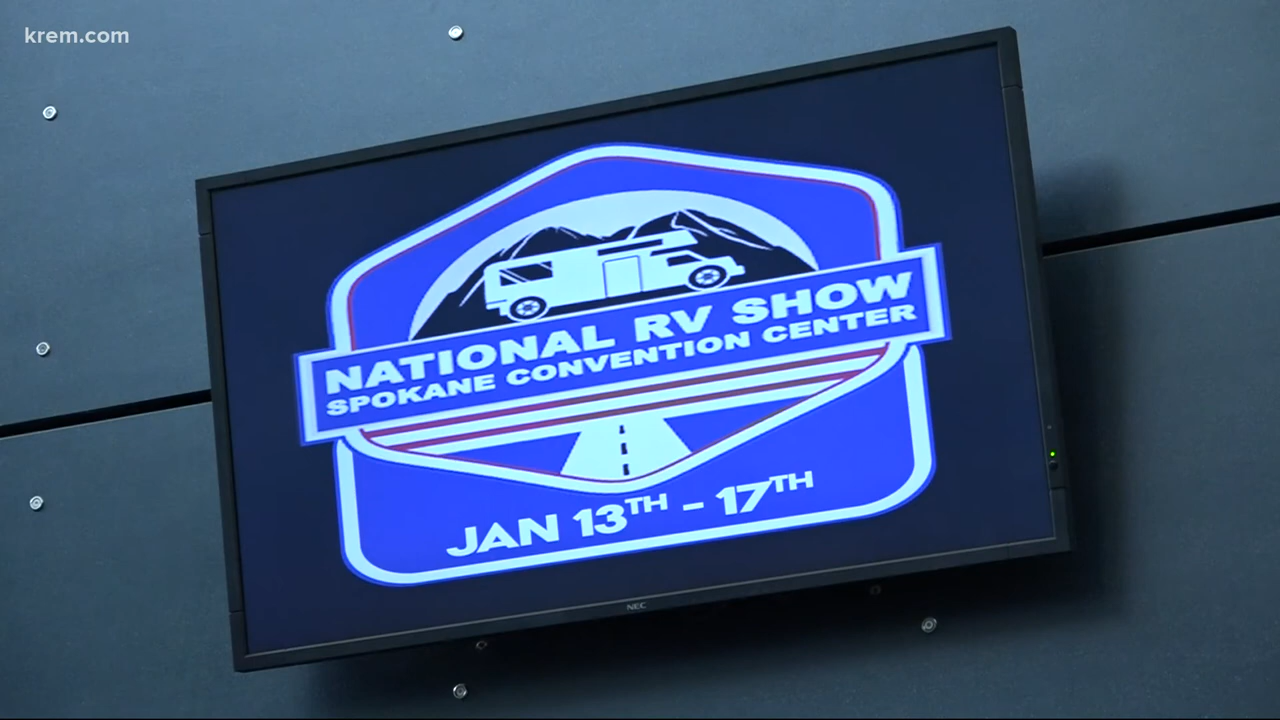 krem.com
NATIONAL RV SHOW
SPOKANE CONVENTION CENTER
JAN 13TH - 17TH
NEC